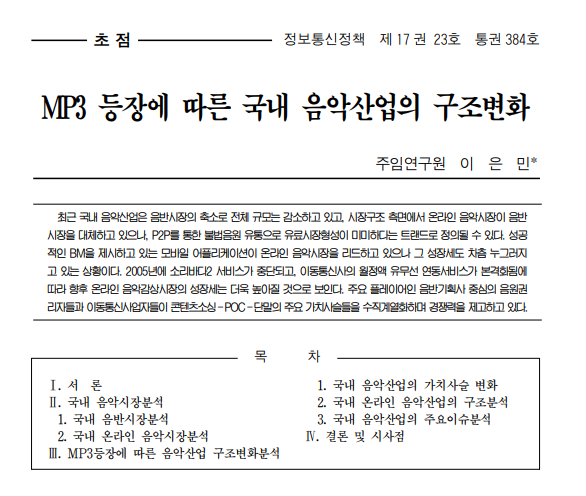 초 점 정보통신정책 제 17 권 23호 통권 384호
MP3 등장에 따른 국내 음악산업의 구조변화
주임연구원 이 은 민*
최근 국내 음악산업은 음반시장의 축소로 전체 규모는 감소하고 있고, 시장구조 측면에서 온라인 음악시장이 음반
시장을 대체하고 있으나, P2P를 통한 불법음원 유통으로 유료시장형성이 미미하다는 트랜드로 정의될 수 있다. 성공
적인 BM을 제시하고 있는 모바일 어플리케이션이 온라인 음악시장을 리드하고 있으나 그 성장세도 차츰 누그러지
고 있는 상황이다. 2005년에 소리바다2 서비스가 중단되고, 이동통신사의 월정액 유무선 연동서비스가 본격화됨에
따라 향후 온라인 음악감상시장의 성장세는 더욱 높아질 것으로 보인다. 주요 플레이어인 음반기획사 중심의 음원권
리자들과 이동통신사업자들이 콘텐츠소싱-POC-단말의 주요 가치사슬들을 수직계열화하며 경쟁력을 제고하고 있다.
목 차
Ⅰ. 서 론
Ⅱ. 국내 음악시장분석
1. 국내 음반시장분석
2. 국내 온라인 음악시장분석
Ⅲ. MP3등장에 따른 음악산업 구조변화분석
1. 국내 음악산업의 가치사슬 변화
2. 국내 온라인 음악산업의 구조분석
3. 국내 음악산업의 주요이슈분석
Ⅳ. 결론 및 시사점